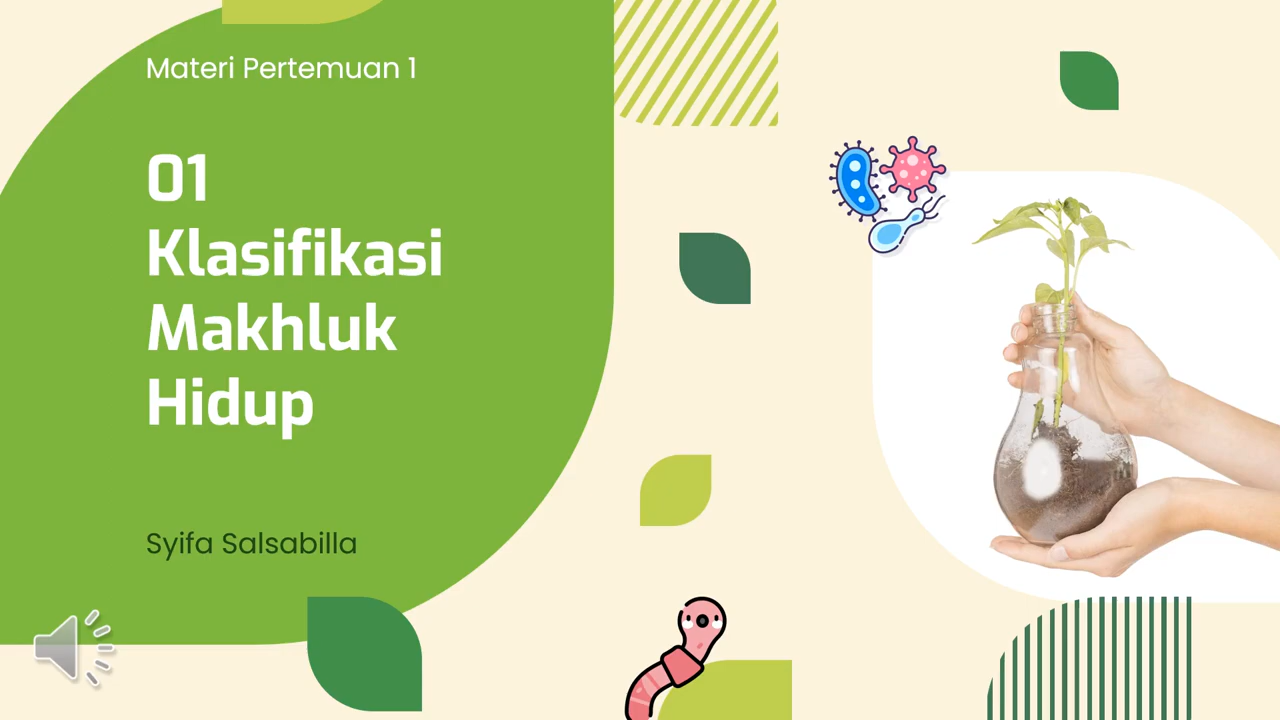 Materi Pertemuan 1
01
Klasifikasi
Makhluk
Hidup
Syifa Salsabilla